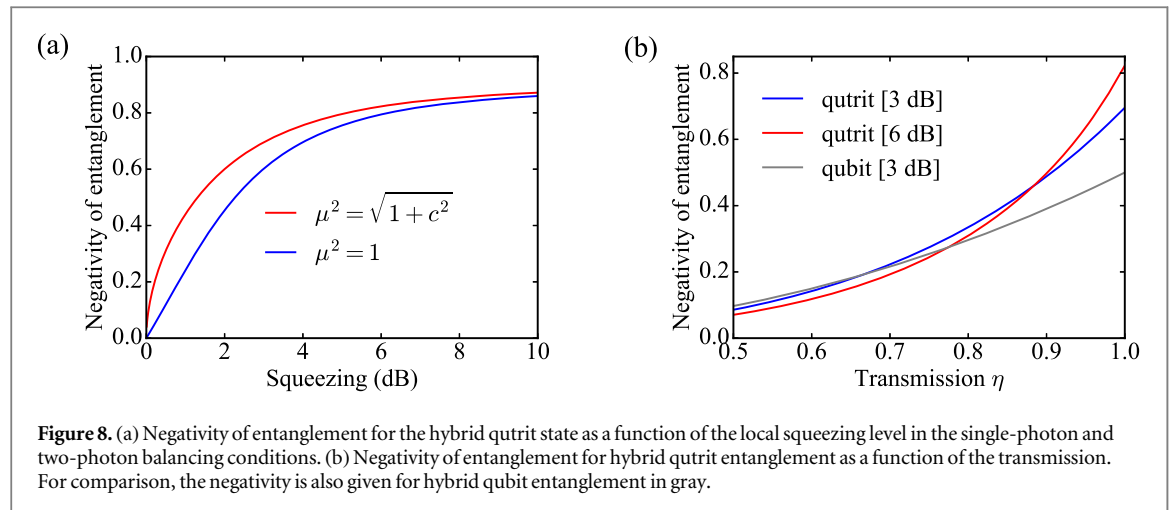 (a)
1.0
0.8
0.6
0.4
0.2
0.0
Negativity of entanglement
μ² = √(1 + c²)
μ² = 1
0 2 4 6 8 10
Squeezing (dB)
(b)
0.8
0.6
0.4
0.2
0.0
Negativity of entanglement
qutrit [3 dB]
qutrit [6 dB]
qubit [3 dB]
0.5 0.6 0.7 0.8 0.9 1.0
Transmission η
Figure 8. (a) Negativity of entanglement for the hybrid qutrit state as a function of the local squeezing level in the single-photon and
two-photon balancing conditions. (b) Negativity of entanglement for hybrid qutrit entanglement as a function of the transmission.
For comparison, the negativity is also given for hybrid qubit entanglement in gray.